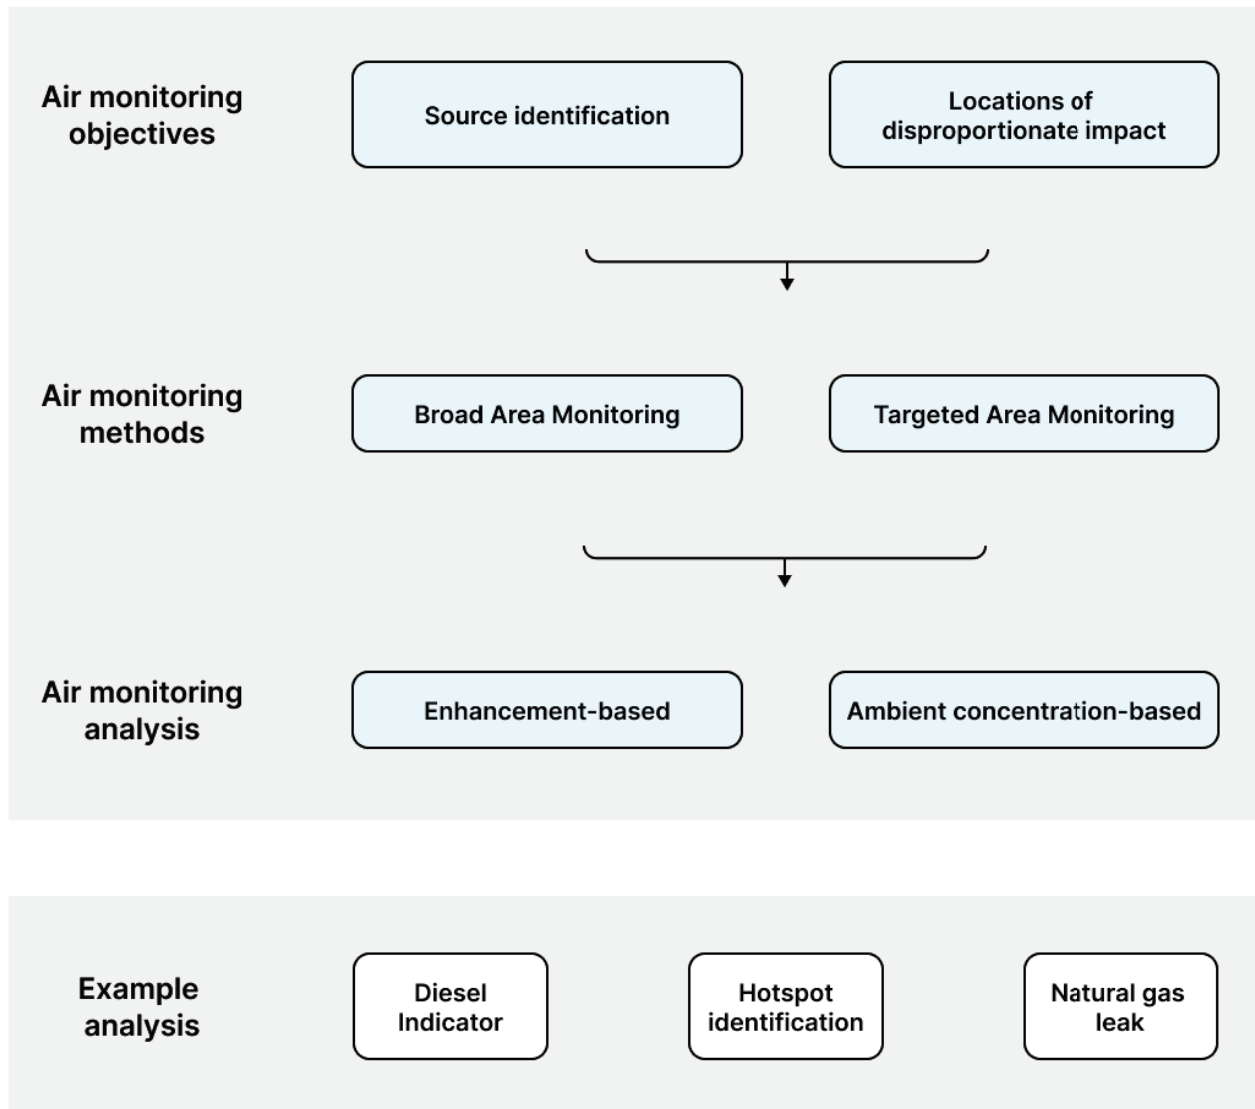 Air monitoring
objectives
Source identification
Locations of
disproportionate impact
Air monitoring
methods
Broad Area Monitoring
Targeted Area Monitoring
Air monitoring
analysis
Enhancement-based
Ambient concentration-based
Example
analysis
Diesel
Indicator
Hotspot
identification
Natural gas
leak